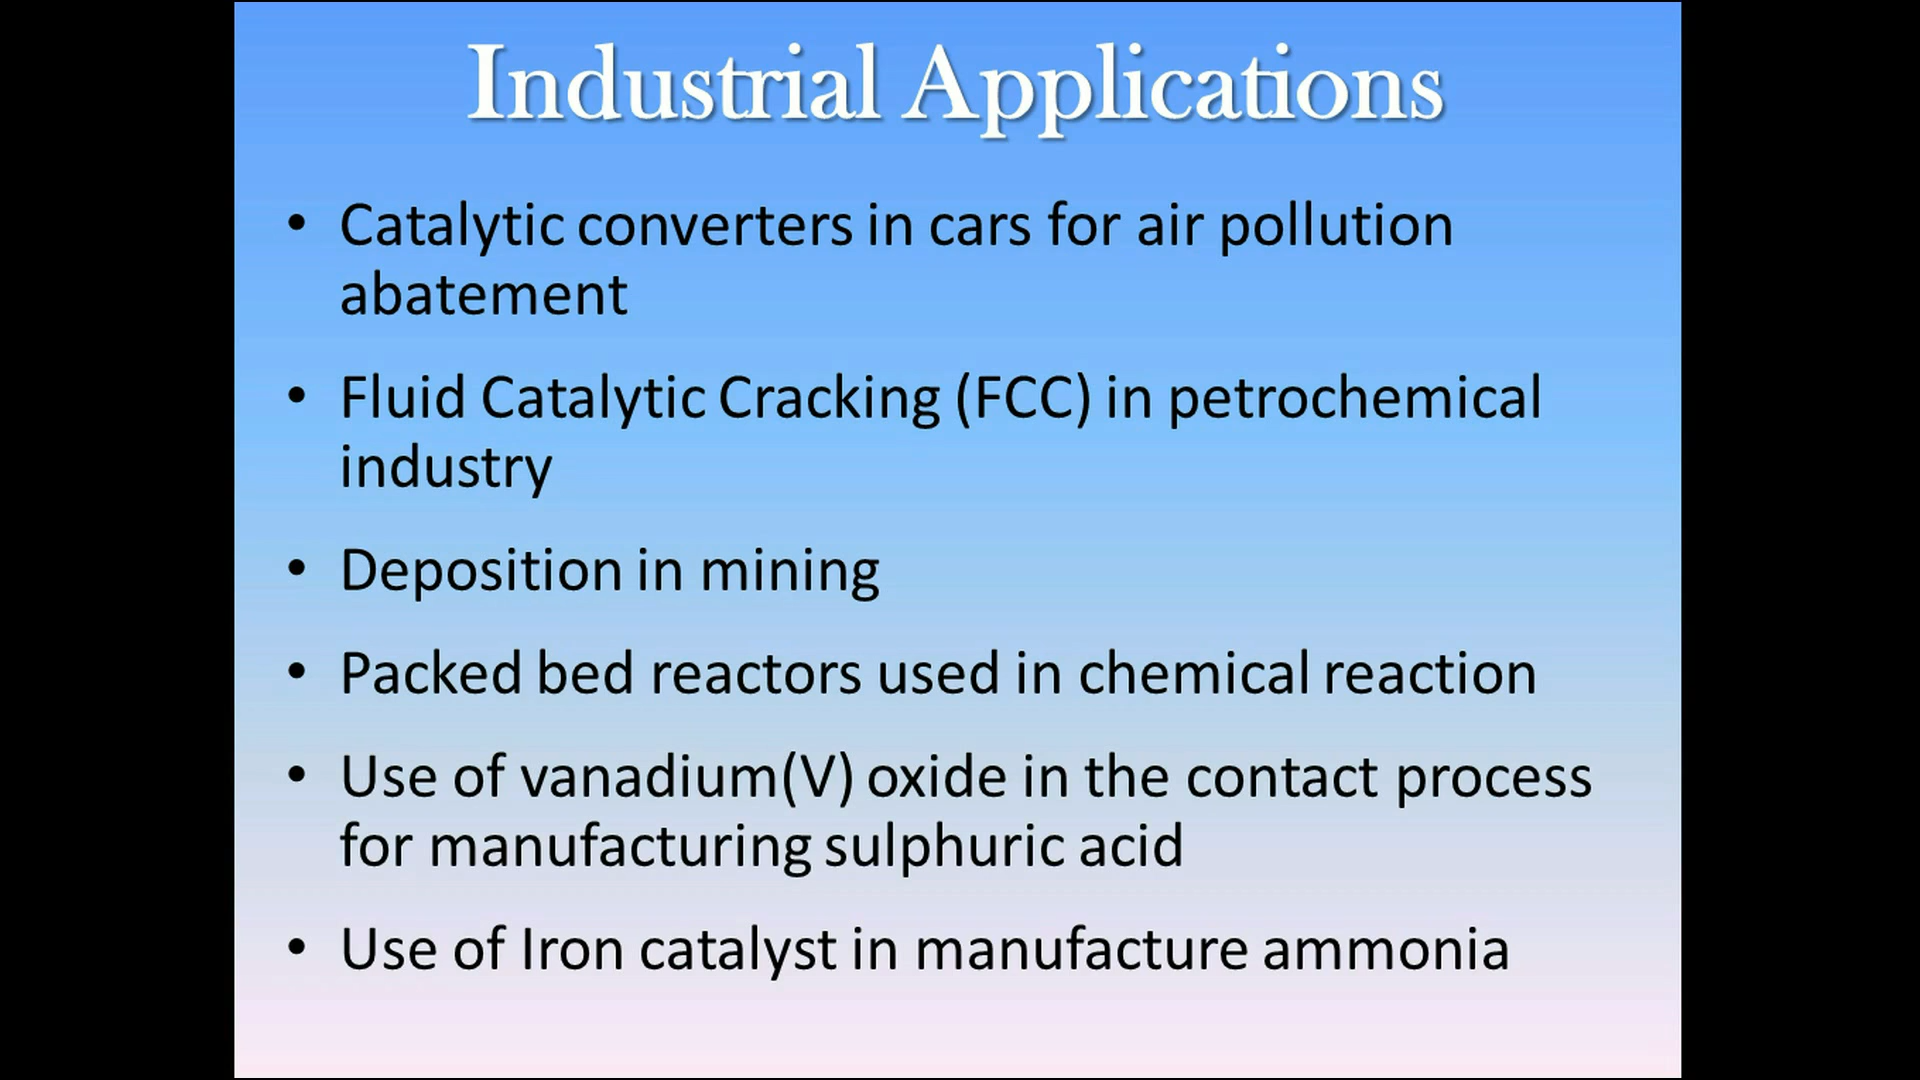 Industrial Applications
• Catalytic converters in cars for air pollution
abatement
• Fluid Catalytic Cracking (FCC) in petrochemical
industry
• Deposition in mining
• Packed bed reactors used in chemical reaction
• Use of vanadium(V) oxide in the contact process
for manufacturing sulphuric acid
• Use of Iron catalyst in manufacture ammonia